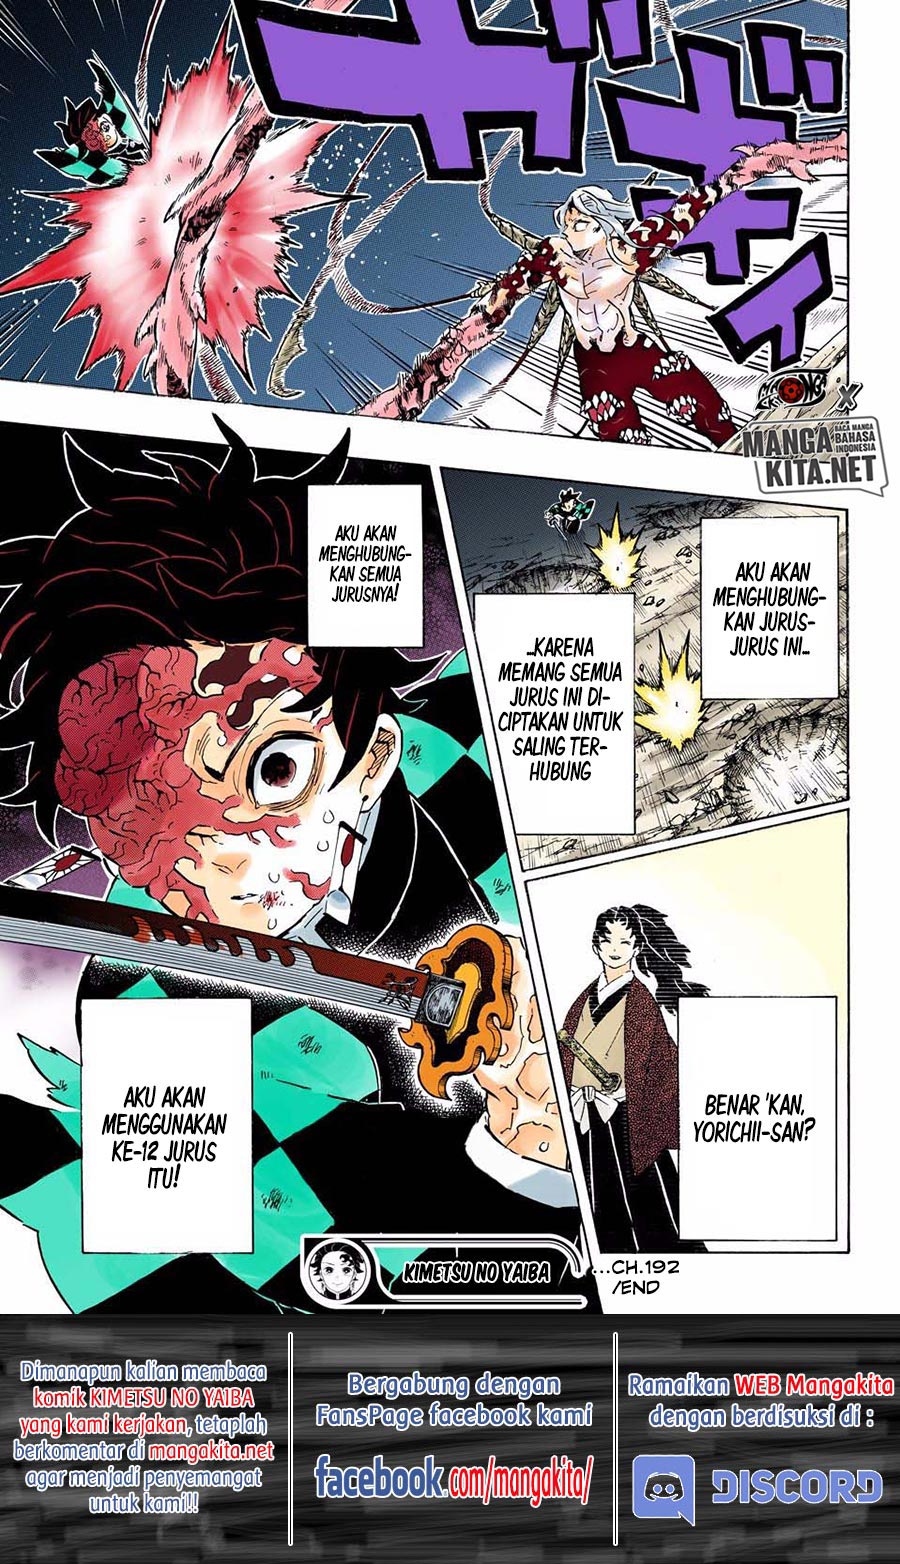 ギギギ
ト
MANGA
KITA.NET
BACA MANGA
BAHASA
INDONESIA
X
AKU AKAN
MENGHUBUNG-
KAN JURUS-
JURUS INI...
..KARENA
MEMANG SEMUA
JURUS INI DI-
CIPTAKAN UNTUK
SALING TER-
HUBUNG
AKU AKAN
MENGHUBUNG-
KAN SEMUA
JURUSNYA!
BENAR 'KAN,
YORICHII-SAN?
AKU AKAN
MENGGUNAKAN
KE-12 JURUS
ITU!
KIMETSU NO YAIBA
...CH.192
/END
Dimanapun kalian membaca
komik KIMETSU NO YAIBA
yang kami kerjakan, tetaplah
berkomentar di mangakita.net
agar menjadi penyemangat
untuk kami!!
Bergabung dengan
FansPage facebook kami
facebook.com/mangakita/
Ramaikan WEB Mangakita
dengan berdisuksi di :
DISCORD